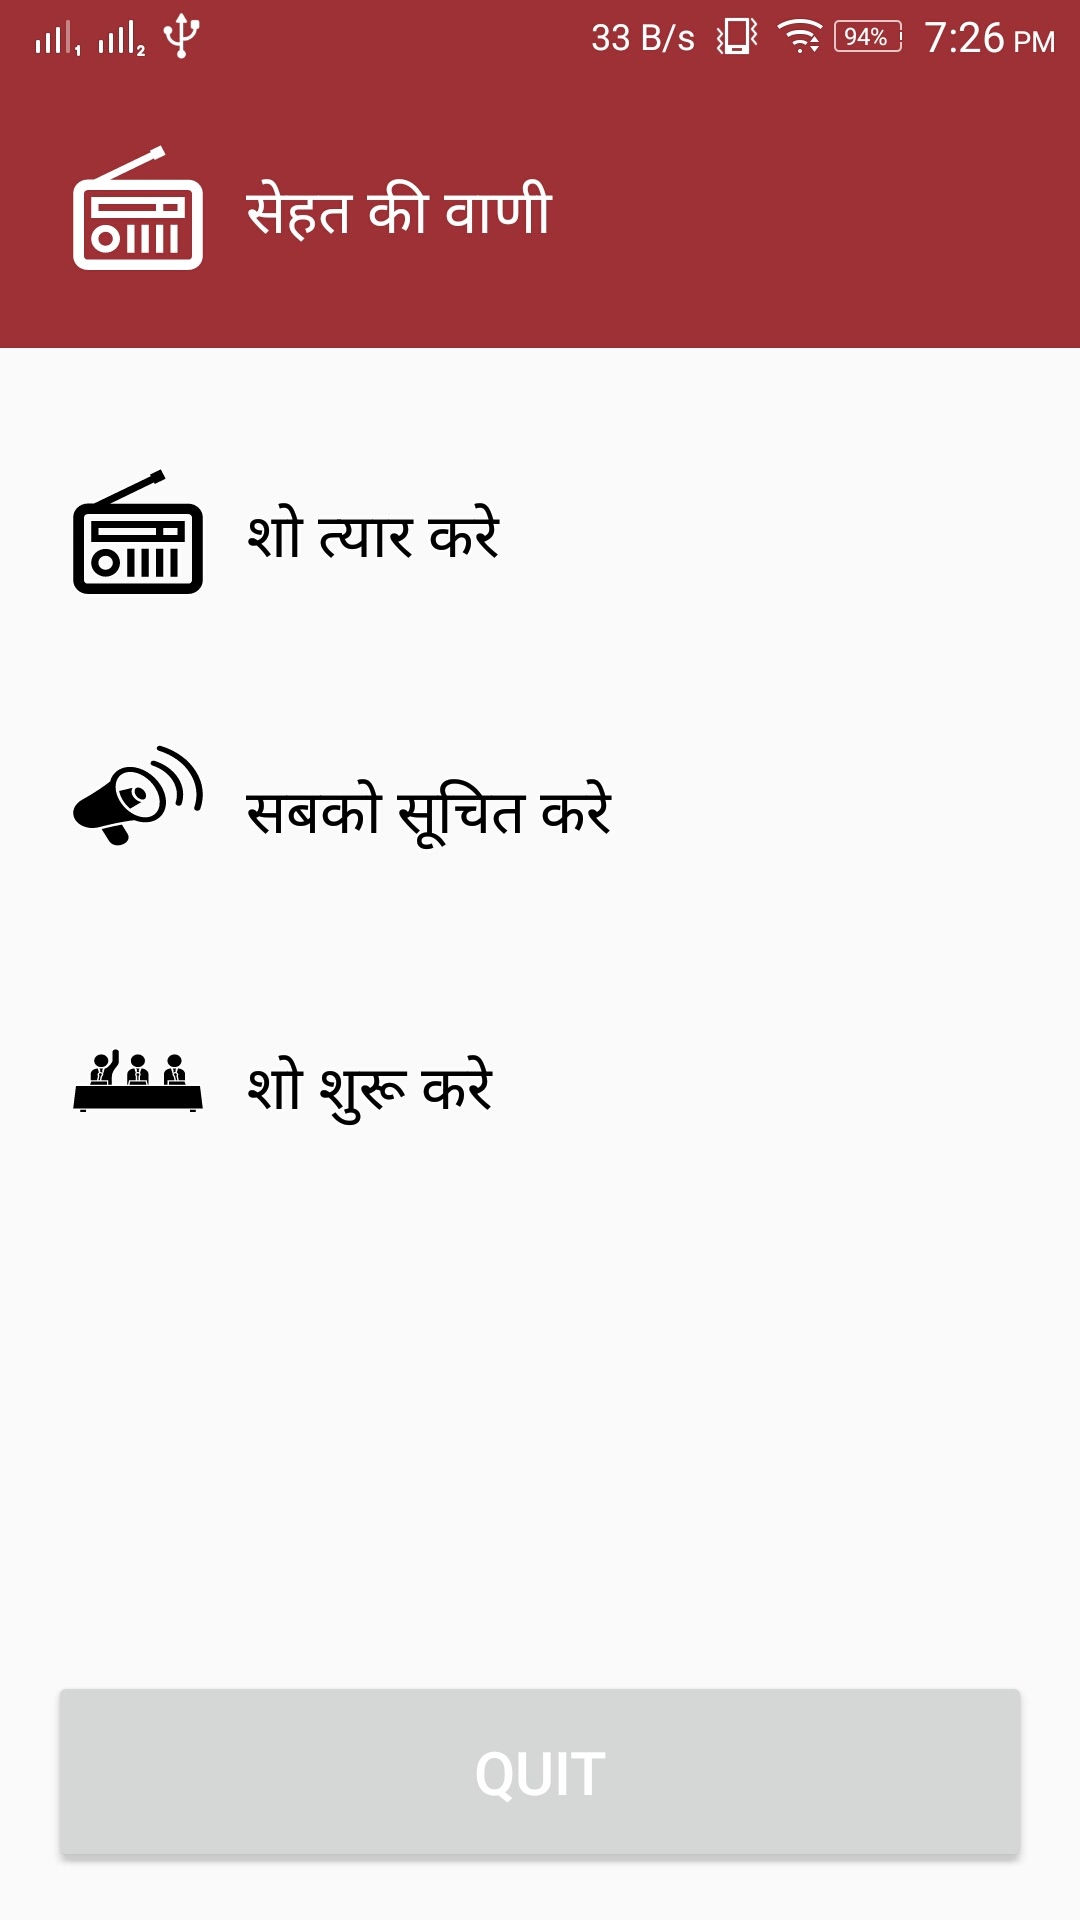 33 B/s 94% 7:26 PM
सेहत की वाणी
शो त्यार करे
सबको सूचित करे
शो शुरू करे
QUIT